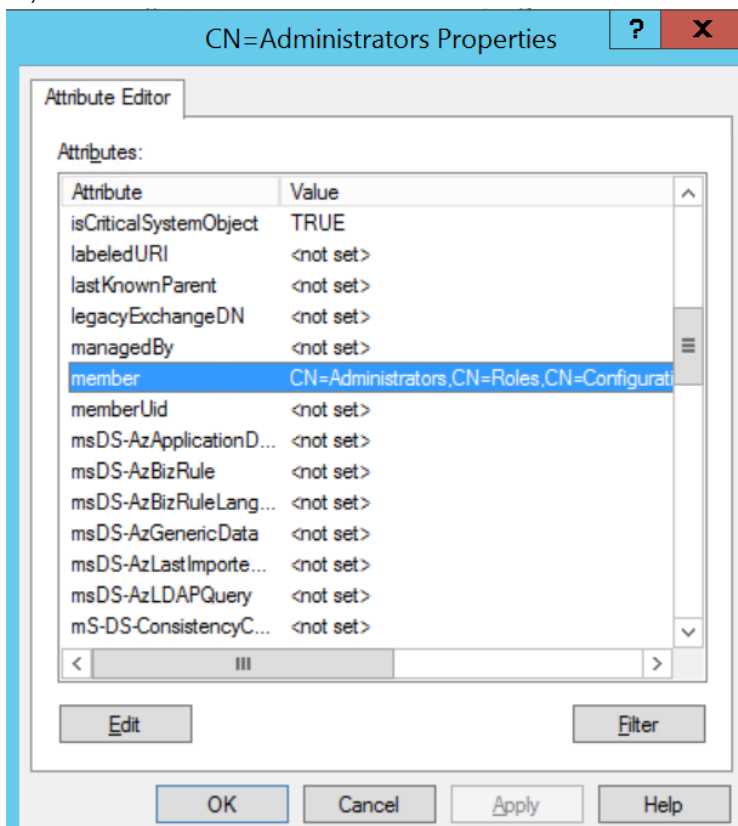 CN=Administrators Properties ? X
Attribute Editor
Attributes:
Attribute Value
isCriticalSystemObject TRUE
labeledURI <not set>
lastKnownParent <not set>
legacyExchangeDN <not set>
managedBy <not set>
member CN=Administrators,CN=Roles,CN=Configurati
memberUid <not set>
msDS-AzApplicationD... <not set>
msDS-AzBizRule <not set>
msDS-AzBizRuleLang... <not set>
msDS-AzGenericData <not set>
msDS-AzLastImporte... <not set>
msDS-AzLDAPQuery <not set>
mS-DS-ConsistencyC... <not set>
Edit Filter
OK Cancel Apply Help